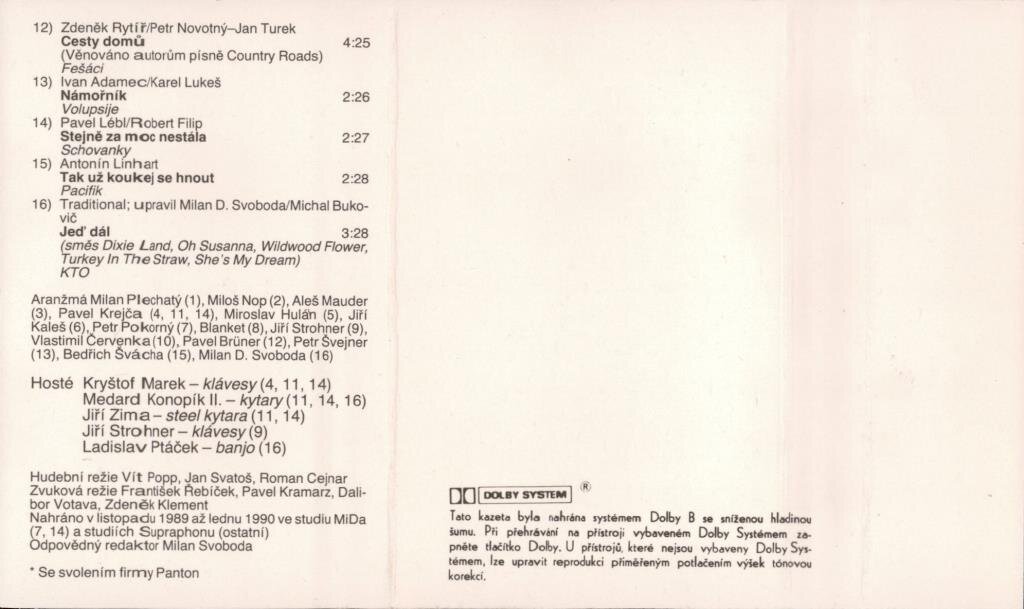 12) Zdeněk Rytíř/Petr Novotný–Jan Turek
Cesty domů 4:25
(Věnováno autorům písně Country Roads)
Fešáci
13) Ivan Adamec/Karel Lukeš
Námořník 2:26
Volupsije
14) Pavel Lébl/Robert Filip
Stejně za moc nestála 2:27
Schovanky
15) Antonín Linhart
Tak už koukej se hnout 2:28
Pacifik
16) Traditional; upravil Milan D. Svoboda/Michal Buko-
vič
Jeď dál 3:28
(směs Dixie Land, Oh Susanna, Wildwood Flower,
Turkey In The Straw, She's My Dream)
KTO
Aranžmá Milan Plechatý (1), Miloš Nop (2), Aleš Mauder
(3), Pavel Krejča (4, 11, 14), Miroslav Hulán (5), Jiří
Kaleš (6), Petr Pokorný (7), Blanket (8), Jiří Strohner (9),
Vlastimil Červenka (10), Pavel Brüner (12), Petr Švejner
(13), Bedřich Švácha (15), Milan D. Svoboda (16)
Hosté Kryštof Marek – klávesy (4, 11, 14)
Medard Konopík II. – kytary (11, 14, 16)
Jiří Zima – steel kytara (11, 14)
Jiří Strohner – klávesy (9)
Ladislav Ptáček – banjo (16)
Hudební režie Vít Popp, Jan Svatoš, Roman Cejnar
Zvuková režie František Řebíček, Pavel Kramarz, Dali-
bor Votava, Zdeněk Klement
Nahráno v listopadu 1989 až lednu 1990 ve studiu MiDa
(7, 14) a studiích Supraphonu (ostatní)
Odpovědný redaktor Milan Svoboda
* Se svolením firmy Panton
DOLBY SYSTEM ®
Tato kazeta byla nahrána systémem Dolby B se sníženou hladinou
šumu. Při přehrávání na přístroji vybaveném Dolby Systémem za-
pněte tlačítko Dolby. U přístrojů, které nejsou vybaveny Dolby Sys-
témem, lze upravit reprodukci přiměřeným potlačením výšek tónovou
korekcí.